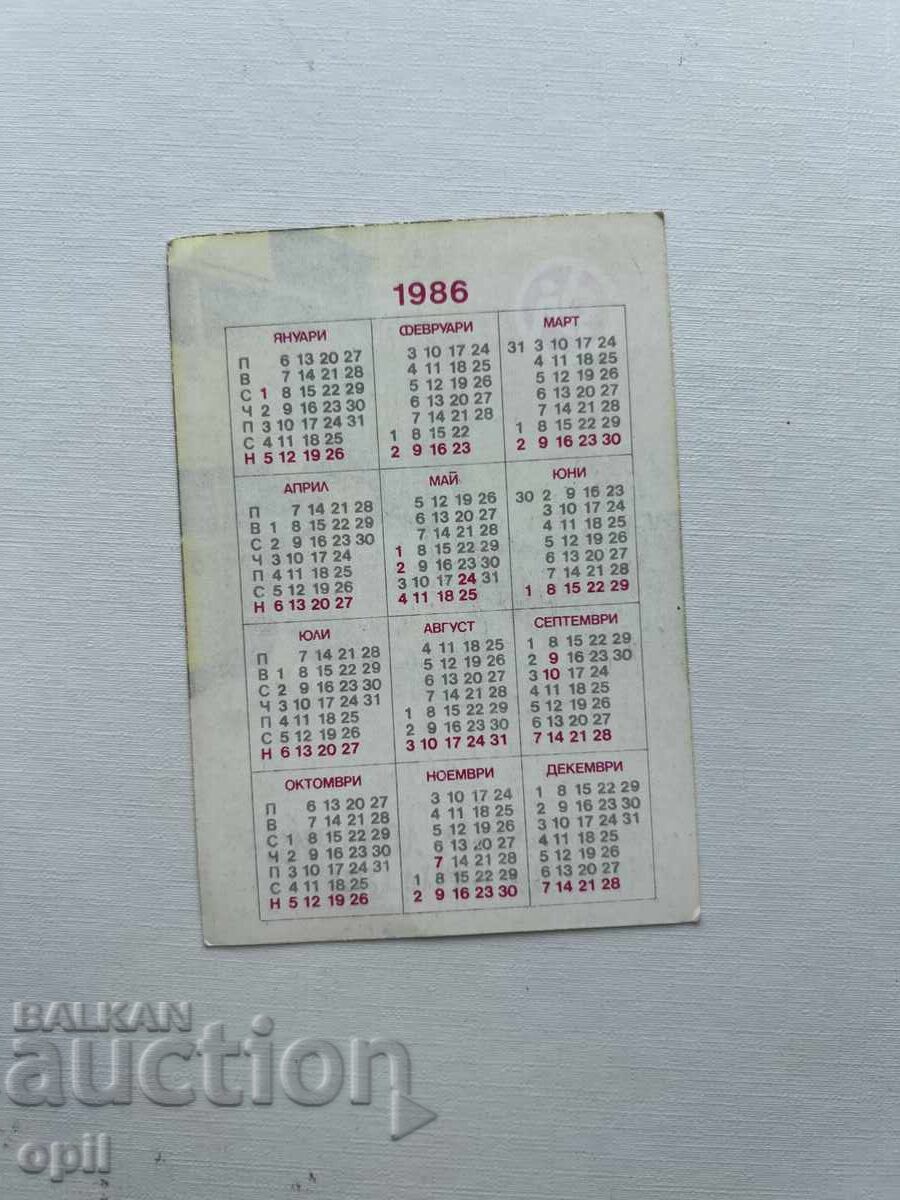 1986
ЯНУАРИ ФЕВРУАРИ МАРТ
П 6 13 20 27 3 10 17 24 31 3 10 17 24
В 7 14 21 28 4 11 18 25 4 11 18 25
С 1 8 15 22 29 5 12 19 26 5 12 19 26
Ч 2 9 16 23 30 6 13 20 27 6 13 20 27
П 3 10 17 24 31 7 14 21 28 7 14 21 28
С 4 11 18 25 1 8 15 22 1 8 15 22 29
Н 5 12 19 26 2 9 16 23 2 9 16 23 30
АПРИЛ МАЙ ЮНИ
П 7 14 21 28 5 12 19 26 30 2 9 16 23
В 1 8 15 22 29 6 13 20 27 3 10 17 24
С 2 9 16 23 30 7 14 21 28 4 11 18 25
Ч 3 10 17 24 1 8 15 22 29 5 12 19 26
П 4 11 18 25 2 9 16 23 30 6 13 20 27
С 5 12 19 26 3 10 17 24 31 7 14 21 28
Н 6 13 20 27 4 11 18 25 1 8 15 22 29
ЮЛИ АВГУСТ СЕПТЕМВРИ
П 7 14 21 28 4 11 18 25 1 8 15 22 29
В 1 8 15 22 29 5 12 19 26 2 9 16 23 30
С 2 9 16 23 30 6 13 20 27 3 10 17 24
Ч 3 10 17 24 31 7 14 21 28 4 11 18 25
П 4 11 18 25 1 8 15 22 29 5 12 19 26
С 5 12 19 26 2 9 16 23 30 6 13 20 27
Н 6 13 20 27 3 10 17 24 31 7 14 21 28
ОКТОМВРИ НОЕМВРИ ДЕКЕМВРИ
П 6 13 20 27 3 10 17 24 1 8 15 22 29
В 7 14 21 28 4 11 18 25 2 9 16 23 30
С 1 8 15 22 29 5 12 19 26 3 10 17 24 31
Ч 2 9 16 23 30 6 13 20 27 4 11 18 25
П 3 10 17 24 31 7 14 21 28 5 12 19 26
С 4 11 18 25 1 8 15 22 29 6 13 20 27
Н 5 12 19 26 2 9 16 23 30 7 14 21 28
BALKAN
auction
opil